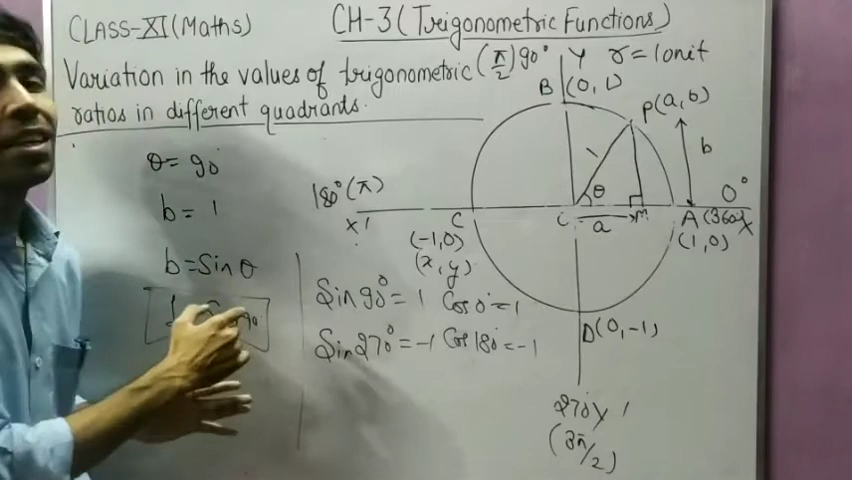 CLASS-XI(Maths)
CH-3(Trigonometric Functions)
Variation in the values of trigonometric
ratios in different quadrants.
(π/2) 90° Y r = 1 unit
B (0, 1)
P(a, b)
b
θ = 90°
b = 1
b = Sin θ
180° (π)
X'
C
(-1,0)
(x, y)
θ
a
M
0°
A (360°) X
(1, 0)
Sin 90° = 1 Cos 0° = 1
Sin 270° = -1 Cos 180° = -1
D(0, -1)
270° Y'
(3π/2)